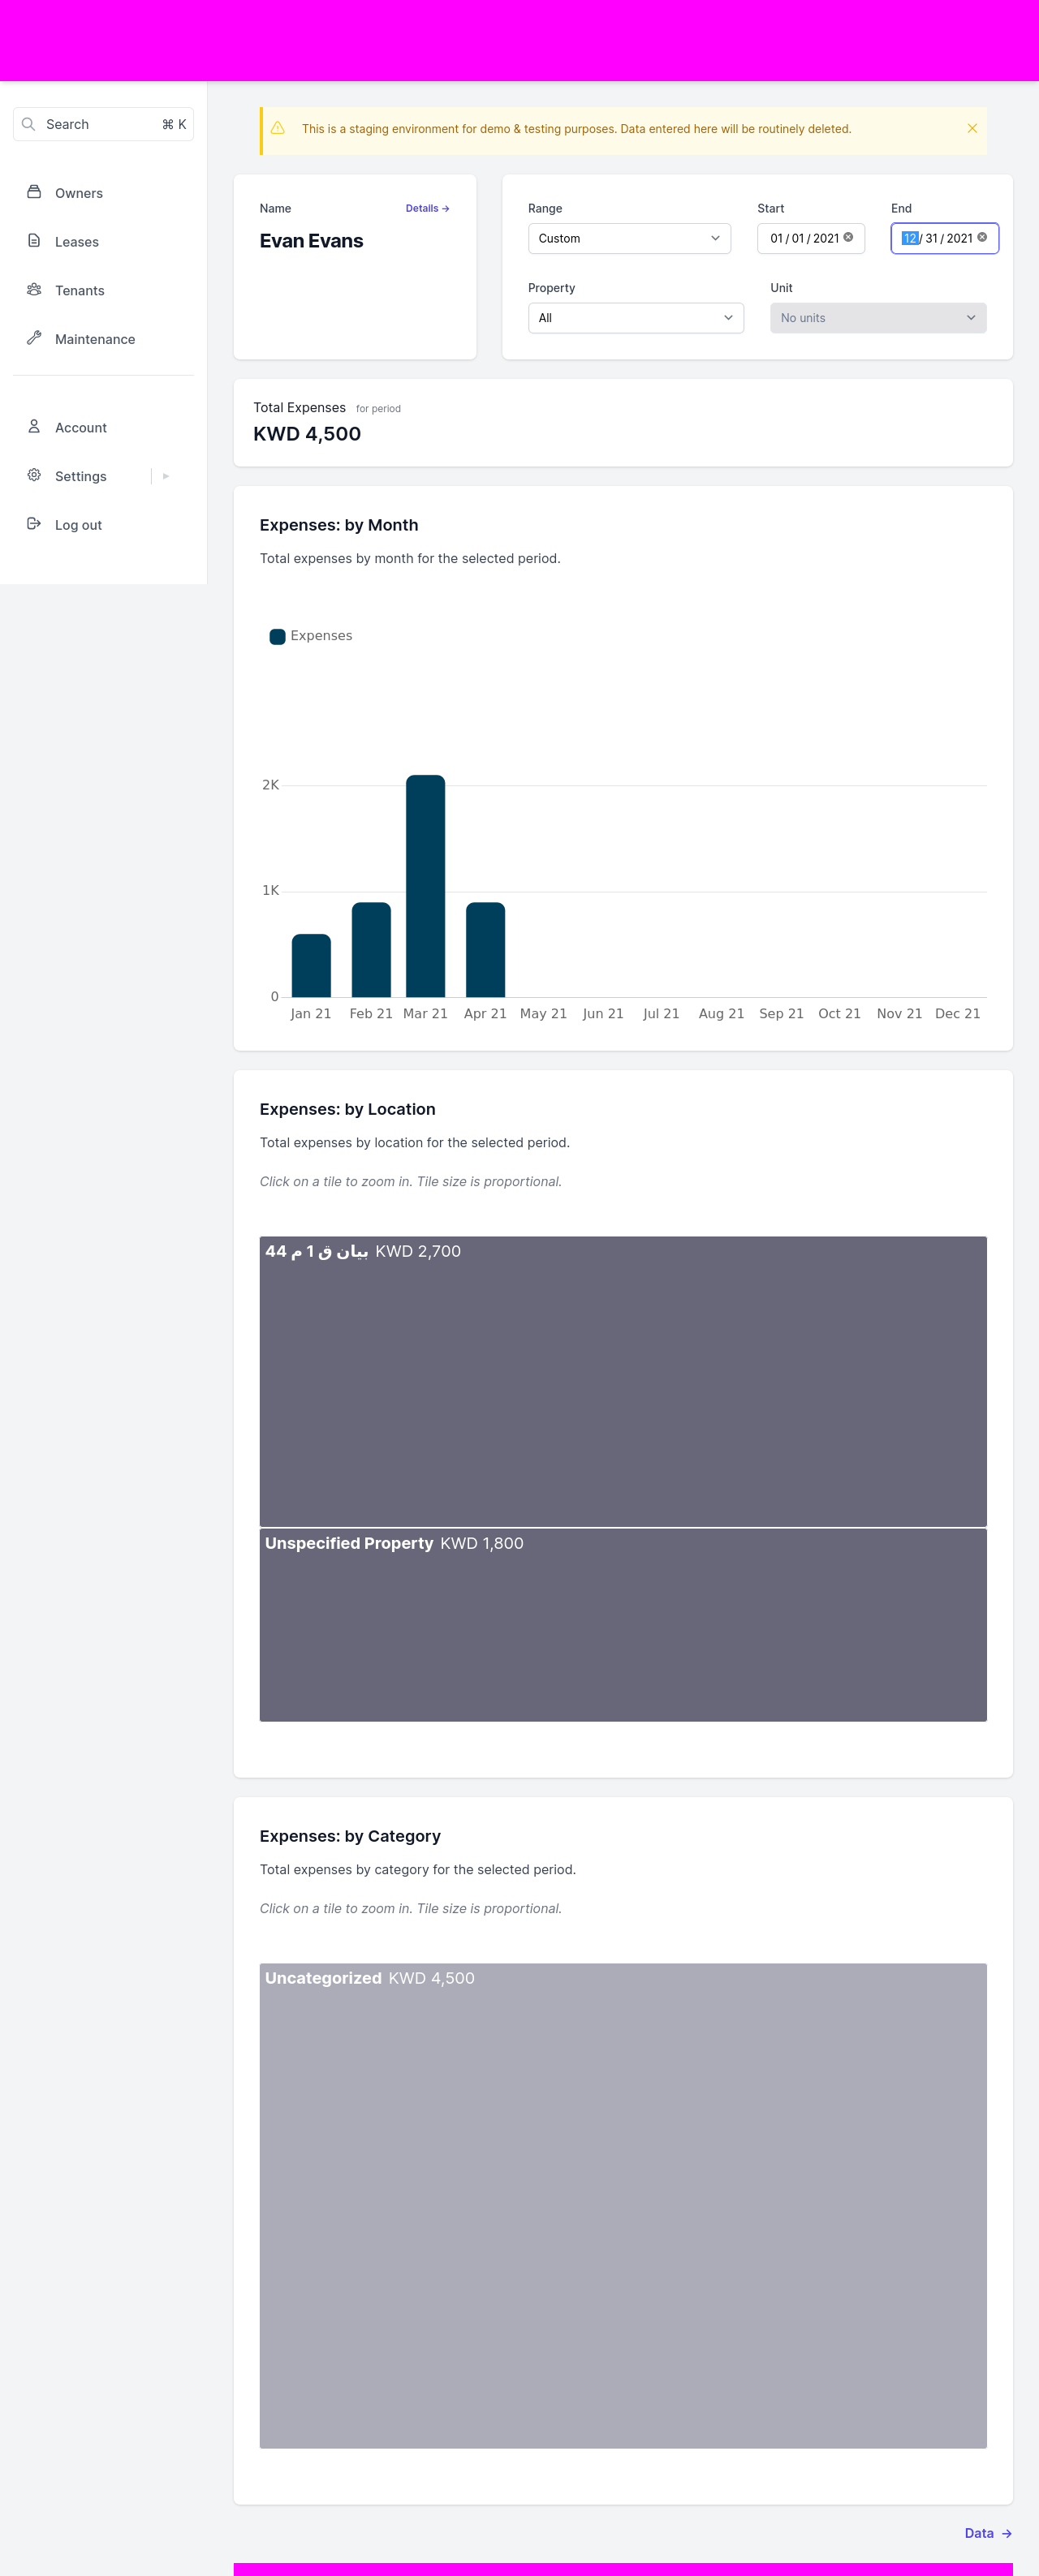 Search ⌘ K
Owners
Leases
Tenants
Maintenance
Account
Settings
Log out
This is a staging environment for demo & testing purposes. Data entered here will be routinely deleted.
Name Details →
Evan Evans
Range Start End
Custom 01 / 01 / 2021 12 / 31 / 2021
Property Unit
All No units
Total Expenses for period
KWD 4,500
Expenses: by Month
Total expenses by month for the selected period.
Expenses
2K
1K
0
Jan 21 Feb 21 Mar 21 Apr 21 May 21 Jun 21 Jul 21 Aug 21 Sep 21 Oct 21 Nov 21 Dec 21
Expenses: by Location
Total expenses by location for the selected period.
Click on a tile to zoom in. Tile size is proportional.
بيان ق 1 م 44 KWD 2,700
Unspecified Property KWD 1,800
Expenses: by Category
Total expenses by category for the selected period.
Click on a tile to zoom in. Tile size is proportional.
Uncategorized KWD 4,500
Data →